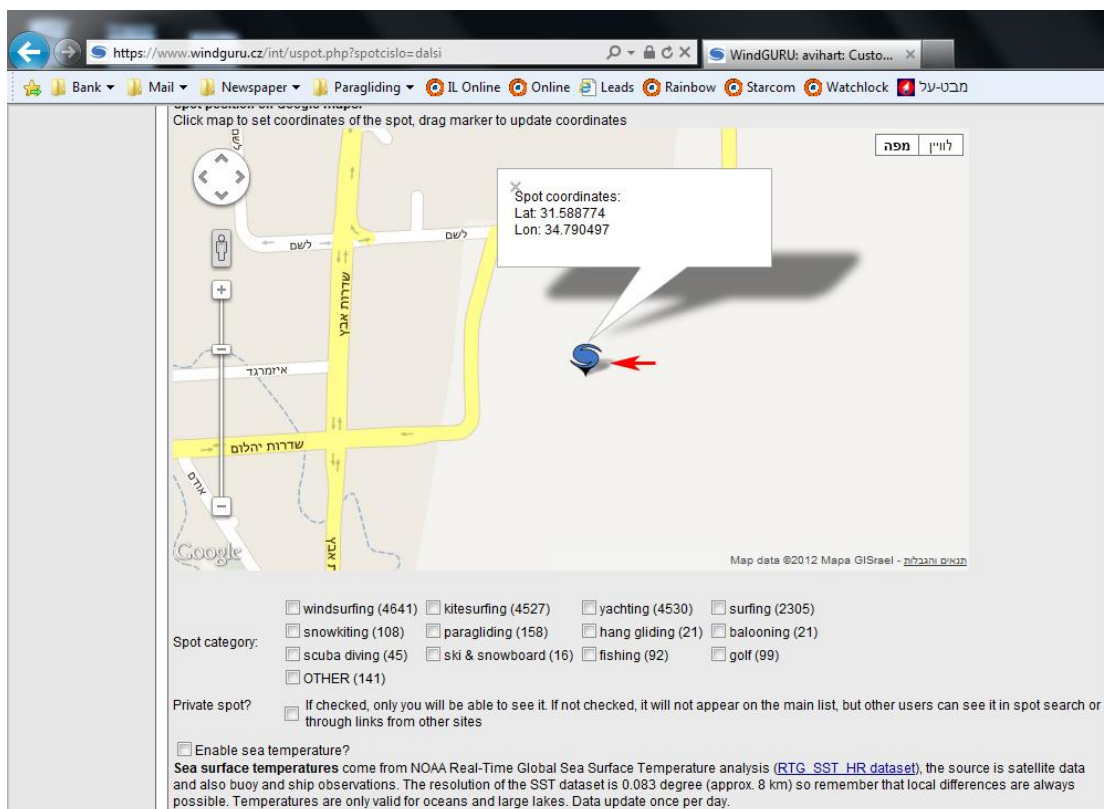 https://www.windguru.cz/int/uspot.php?spotcislo=dalsi
WindGURU: avihart: Custo...
Bank Mail Newspaper Paragliding IL Online Online Leads Rainbow Starcom Watchlock מבט-על
Spot position on Google maps:
Click map to set coordinates of the spot, drag marker to update coordinates
לשם
מפה לוויין
Spot coordinates:
Lat: 31.588774
Lon: 34.790497
לשם
לשם
שדרות אבץ
איזמרגד
שדרות יהלום
אודם
Google
Map data ©2012 Mapa GISrael - תנאים והגבלות
Spot category:
windsurfing (4641) kitesurfing (4527) yachting (4530) surfing (2305)
snowkiting (108) paragliding (158) hang gliding (21) balooning (21)
scuba diving (45) ski & snowboard (16) fishing (92) golf (99)
OTHER (141)
Private spot?
If checked, only you will be able to see it. If not checked, it will not appear on the main list, but other users can see it in spot search or
through links from other sites
Enable sea temperature?
Sea surface temperatures come from NOAA Real-Time Global Sea Surface Temperature analysis (RTG_SST_HR dataset), the source is satellite data
and also buoy and ship observations. The resolution of the SST dataset is 0.083 degree (approx. 8 km) so remember that local differences are always
possible. Temperatures are only valid for oceans and large lakes. Data update once per day.